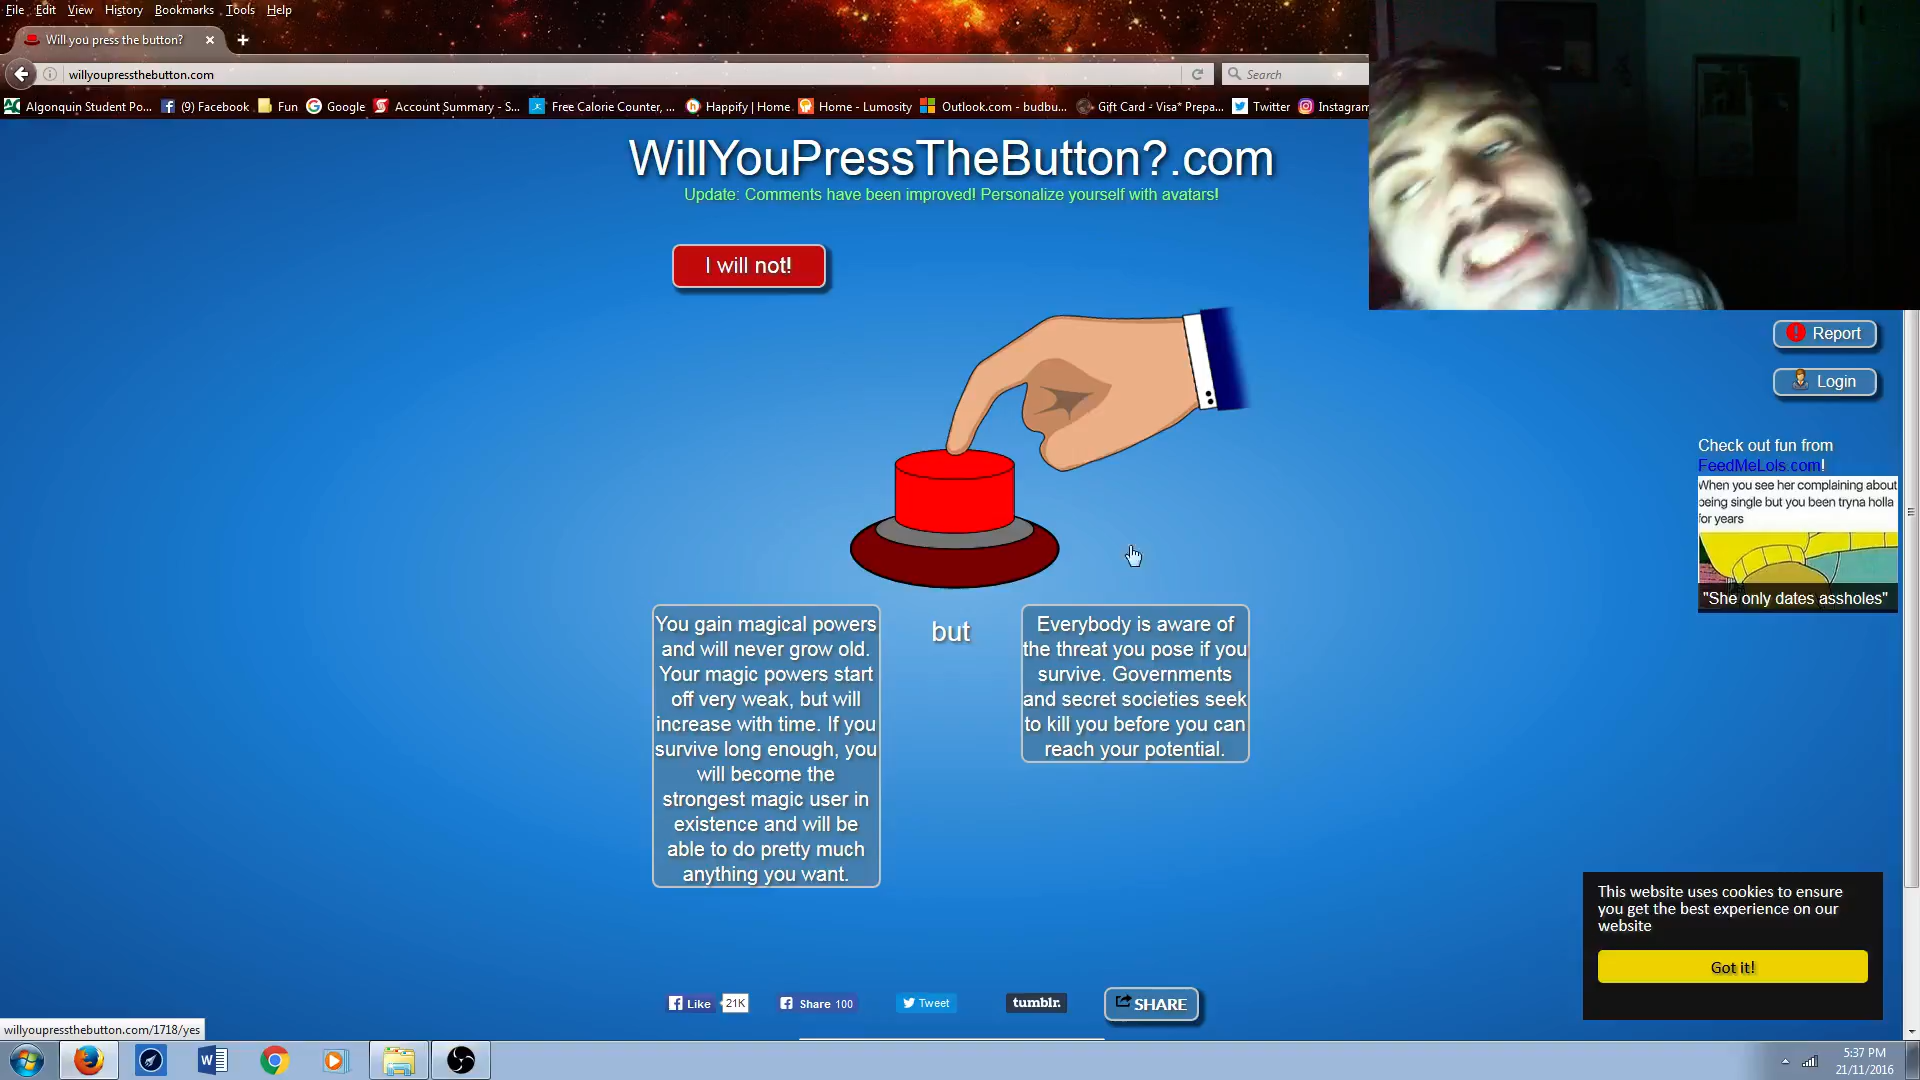 File Edit View History Bookmarks Tools Help
Will you press the button?
willyoupressthebutton.com
Search
Algonquin Student Po... (9) Facebook Fun Google Account Summary - S... Free Calorie Counter, ... Happify | Home Home - Lumosity Outlook.com - budbu... Gift Card - Visa* Prepa... Twitter Instagram
WillYouPressTheButton?.com
Update: Comments have been improved! Personalize yourself with avatars!
I will not!
Report
Login
Check out fun from
FeedMeLols.com!
When you see her complaining about
being single but you been tryna holla
for years
"She only dates assholes"
You gain magical powers
and will never grow old.
Your magic powers start
off very weak, but will
increase with time. If you
survive long enough, you
will become the
strongest magic user in
existence and will be
able to do pretty much
anything you want.
but
Everybody is aware of
the threat you pose if you
survive. Governments
and secret societies seek
to kill you before you can
reach your potential.
This website uses cookies to ensure
you get the best experience on our
website
Got it!
Like 21K Share 100 Tweet tumblr. SHARE
willyoupressthebutton.com/1718/yes
5:37 PM
21/11/2016